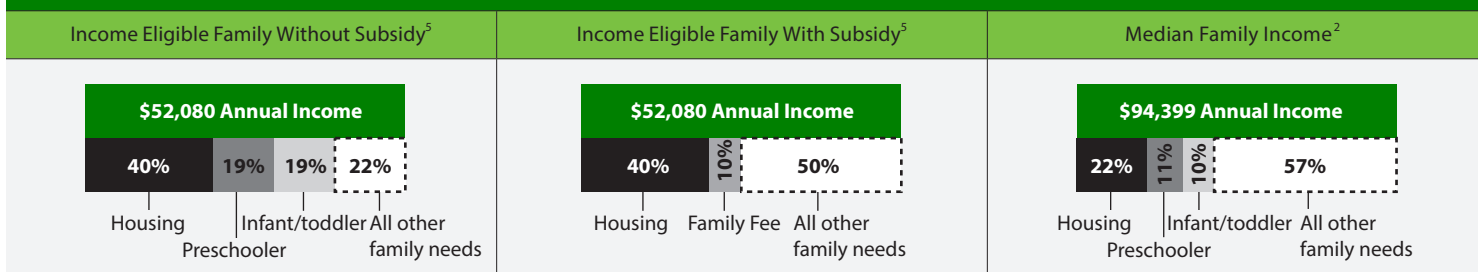 Income Eligible Family Without Subsidy5
$52,080 Annual Income
40% 19% 19% 22%
Housing Infant/toddler All other
Preschooler family needs
Income Eligible Family With Subsidy5
$52,080 Annual Income
40% 10% 50%
Housing Family Fee All other
family needs
Median Family Income2
$94,399 Annual Income
22% 11% 10% 57%
Housing Infant/toddler All other
Preschooler family needs